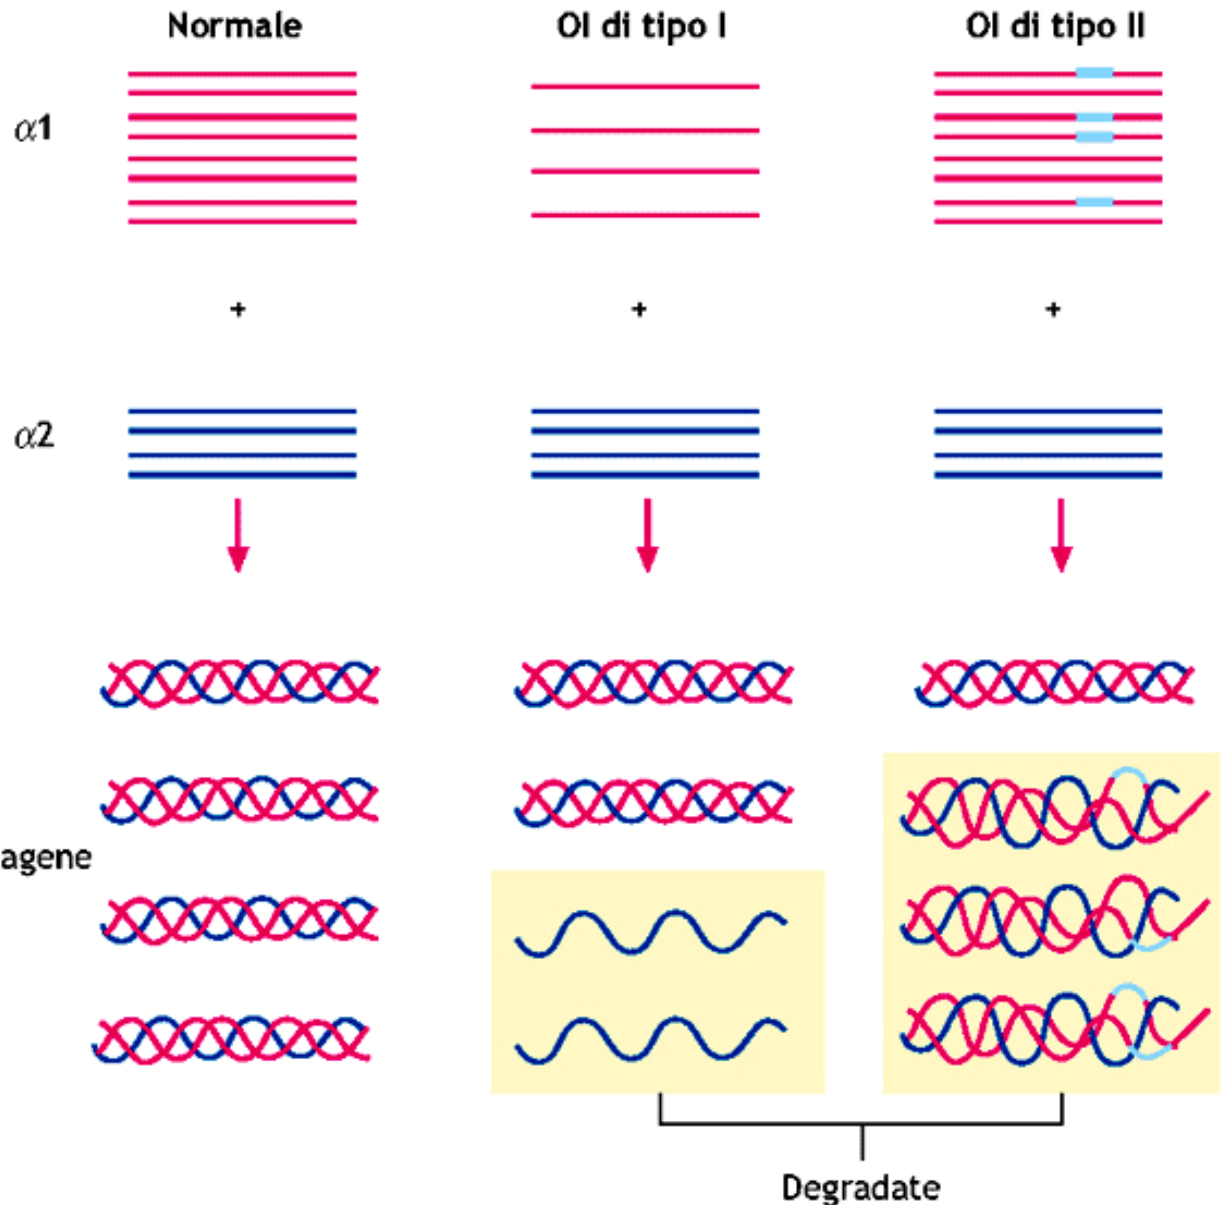 Normale
OI di tipo I
OI di tipo II
α1
+
+
+
α2
agene
Degradate